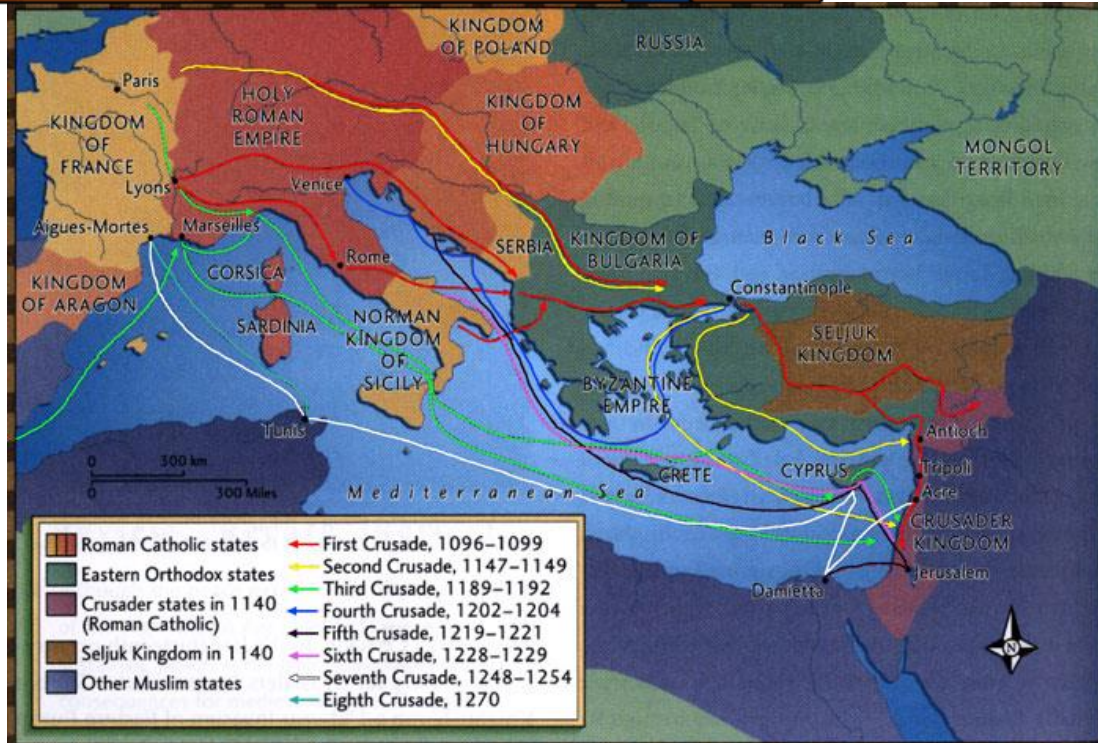 KINGDOM
OF POLAND
RUSSIA
Paris
HOLY
ROMAN
EMPIRE
KINGDOM
OF
HUNGARY
KINGDOM
OF
FRANCE
MONGOL
TERRITORY
Lyons
Venice
Aigues-Mortes
Marseilles
SERBIA
KINGDOM OF
BULGARIA
Black Sea
Rome
CORSICA
KINGDOM
OF ARAGON
Constantinople
SARDINIA
NORMAN
KINGDOM
OF
SICILY
SELJUK
KINGDOM
BYZANTINE
EMPIRE
Tunis
Antioch
CRETE
CYPRUS
Tripoli
Acre
0 300 km
0 300 Miles
Mediterranean Sea
CRUSADER
KINGDOM
Jerusalem
Damietta
Roman Catholic states
Eastern Orthodox states
Crusader states in 1140
(Roman Catholic)
Seljuk Kingdom in 1140
Other Muslim states
First Crusade, 1096–1099
Second Crusade, 1147–1149
Third Crusade, 1189–1192
Fourth Crusade, 1202–1204
Fifth Crusade, 1219–1221
Sixth Crusade, 1228–1229
Seventh Crusade, 1248–1254
Eighth Crusade, 1270
N